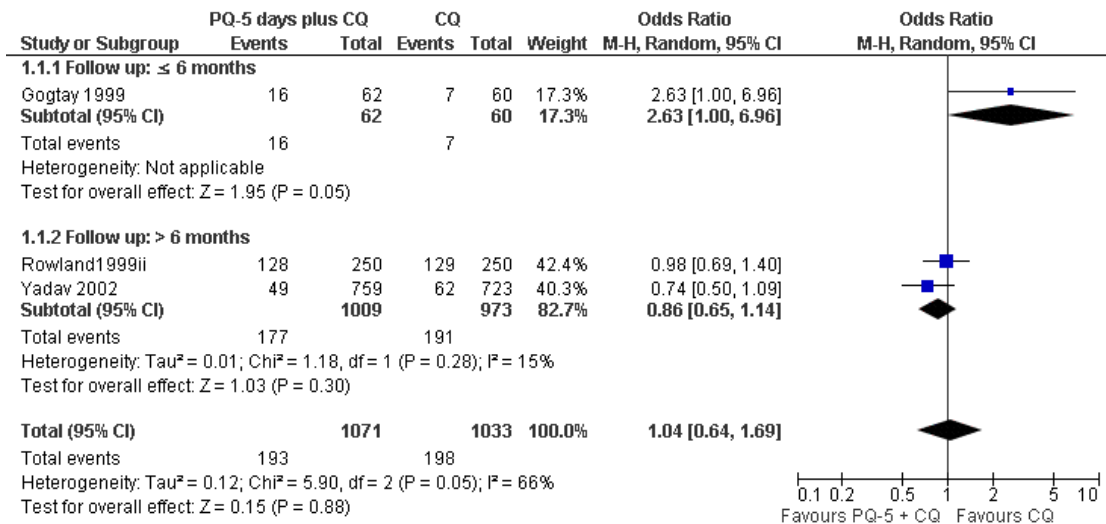 PQ-5 days plus CQ CQ Odds Ratio Odds Ratio
Study or Subgroup Events Total Events Total Weight M-H, Random, 95% CI M-H, Random, 95% CI
1.1.1 Follow up: ≤ 6 months
Gogtay 1999 16 62 7 60 17.3% 2.63 [1.00, 6.96]
Subtotal (95% CI) 62 60 17.3% 2.63 [1.00, 6.96]
Total events 16 7
Heterogeneity: Not applicable
Test for overall effect: Z = 1.95 (P = 0.05)
1.1.2 Follow up: > 6 months
Rowland1999ii 128 250 129 250 42.4% 0.98 [0.69, 1.40]
Yadav 2002 49 759 62 723 40.3% 0.74 [0.50, 1.09]
Subtotal (95% CI) 1009 973 82.7% 0.86 [0.65, 1.14]
Total events 177 191
Heterogeneity: Tau² = 0.01; Chi² = 1.18, df = 1 (P = 0.28); I² = 15%
Test for overall effect: Z = 1.03 (P = 0.30)
Total (95% CI) 1071 1033 100.0% 1.04 [0.64, 1.69]
Total events 193 198
Heterogeneity: Tau² = 0.12; Chi² = 5.90, df = 2 (P = 0.05); I² = 66%
Test for overall effect: Z = 0.15 (P = 0.88)
0.1 0.2 0.5 1 2 5 10
Favours PQ-5 + CQ Favours CQ